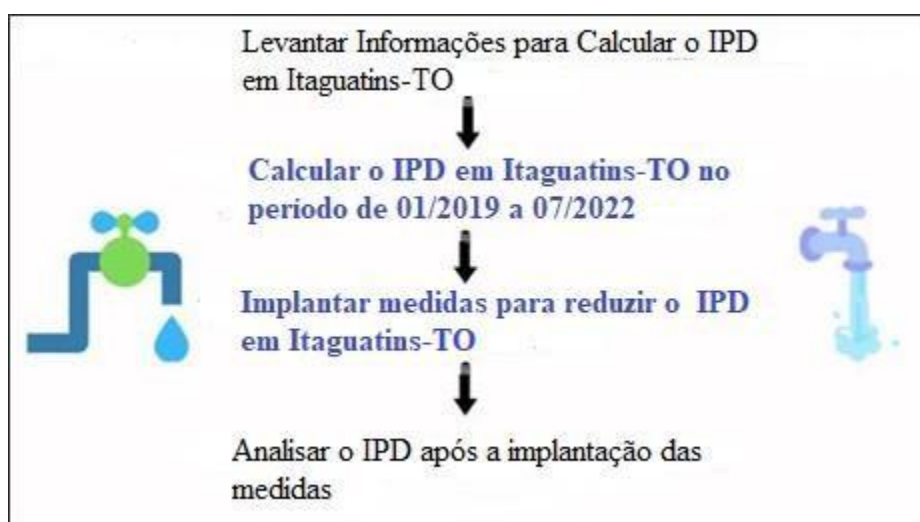 Levantar Informações para Calcular o IPD
em Itaguatins-TO
Calcular o IPD em Itaguatins-TO no
período de 01/2019 a 07/2022
Implantar medidas para reduzir o IPD
em Itaguatins-TO
Analisar o IPD após a implantação das
medidas